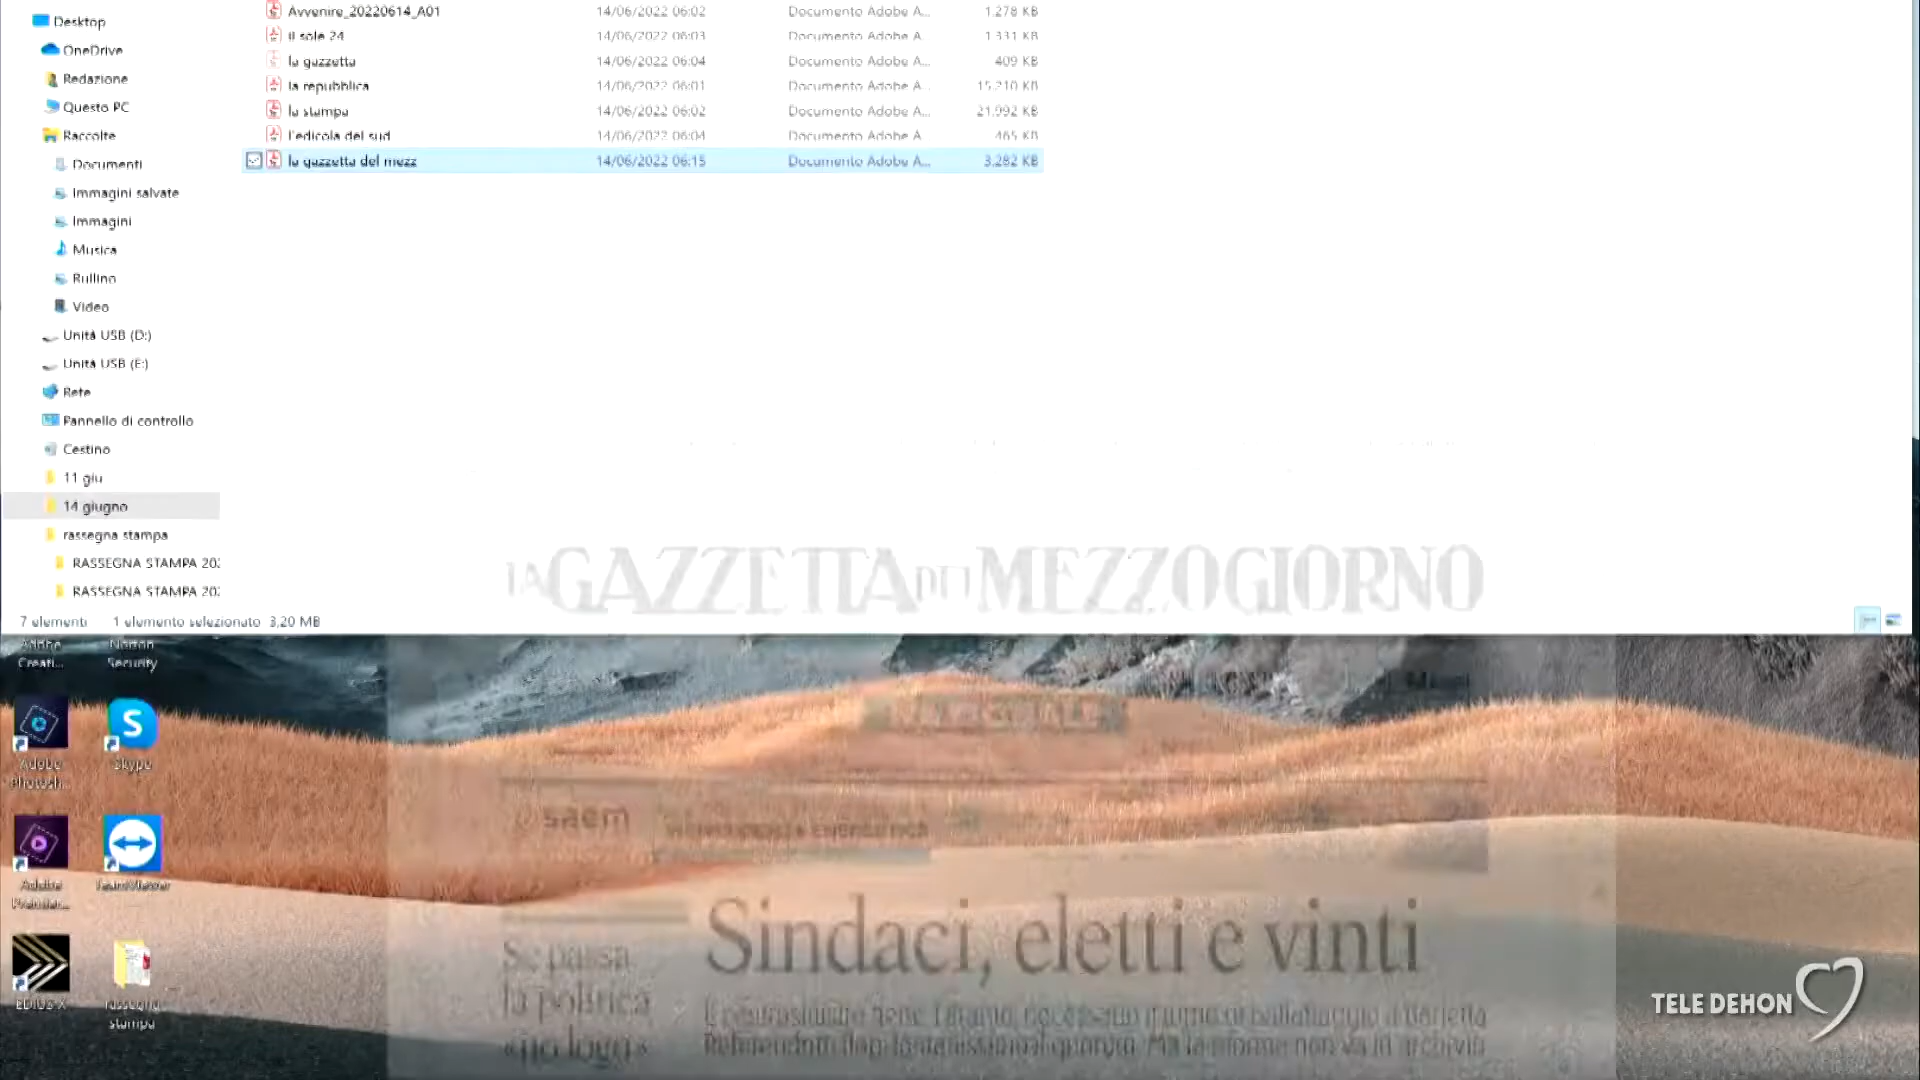 Desktop
OneDrive
Redazione
Questo PC
Raccolte
Documenti
Immagini salvate
Immagini
Musica
Rullino
Video
Unità USB (D:)
Unità USB (E:)
Rete
Pannello di controllo
Cestino
11 giu
14 giugno
rassegna stampa
RASSEGNA STAMPA 202
RASSEGNA STAMPA 202
Avvenire_20220614_A01 14/06/2022 06:02 Documento Adobe A... 1.278 KB
il sole 24 14/06/2022 06:03 Documento Adobe A... 1.331 KB
la gazzetta 14/06/2022 06:04 Documento Adobe A... 409 KB
la repubblica 14/06/2022 06:01 Documento Adobe A... 15.210 KB
la stampa 14/06/2022 06:02 Documento Adobe A... 21.992 KB
l'edicola del sud 14/06/2022 06:04 Documento Adobe A... 465 KB
la gazzetta del mezz 14/06/2022 06:15 Documento Adobe A... 3.282 KB
LA GAZZETTA DEL MEZZOGIORNO
7 elementi 1 elemento selezionato 3,20 MB
Adobe
Creati...
Norton
Security
Adobe
Photosh...
Skype
Adobe
Premier...
TeamViewer
EDIUS X
rassegna
stampa
saem
Sindaci, eletti e vinti
Se passa
la politica
TELE DEHON